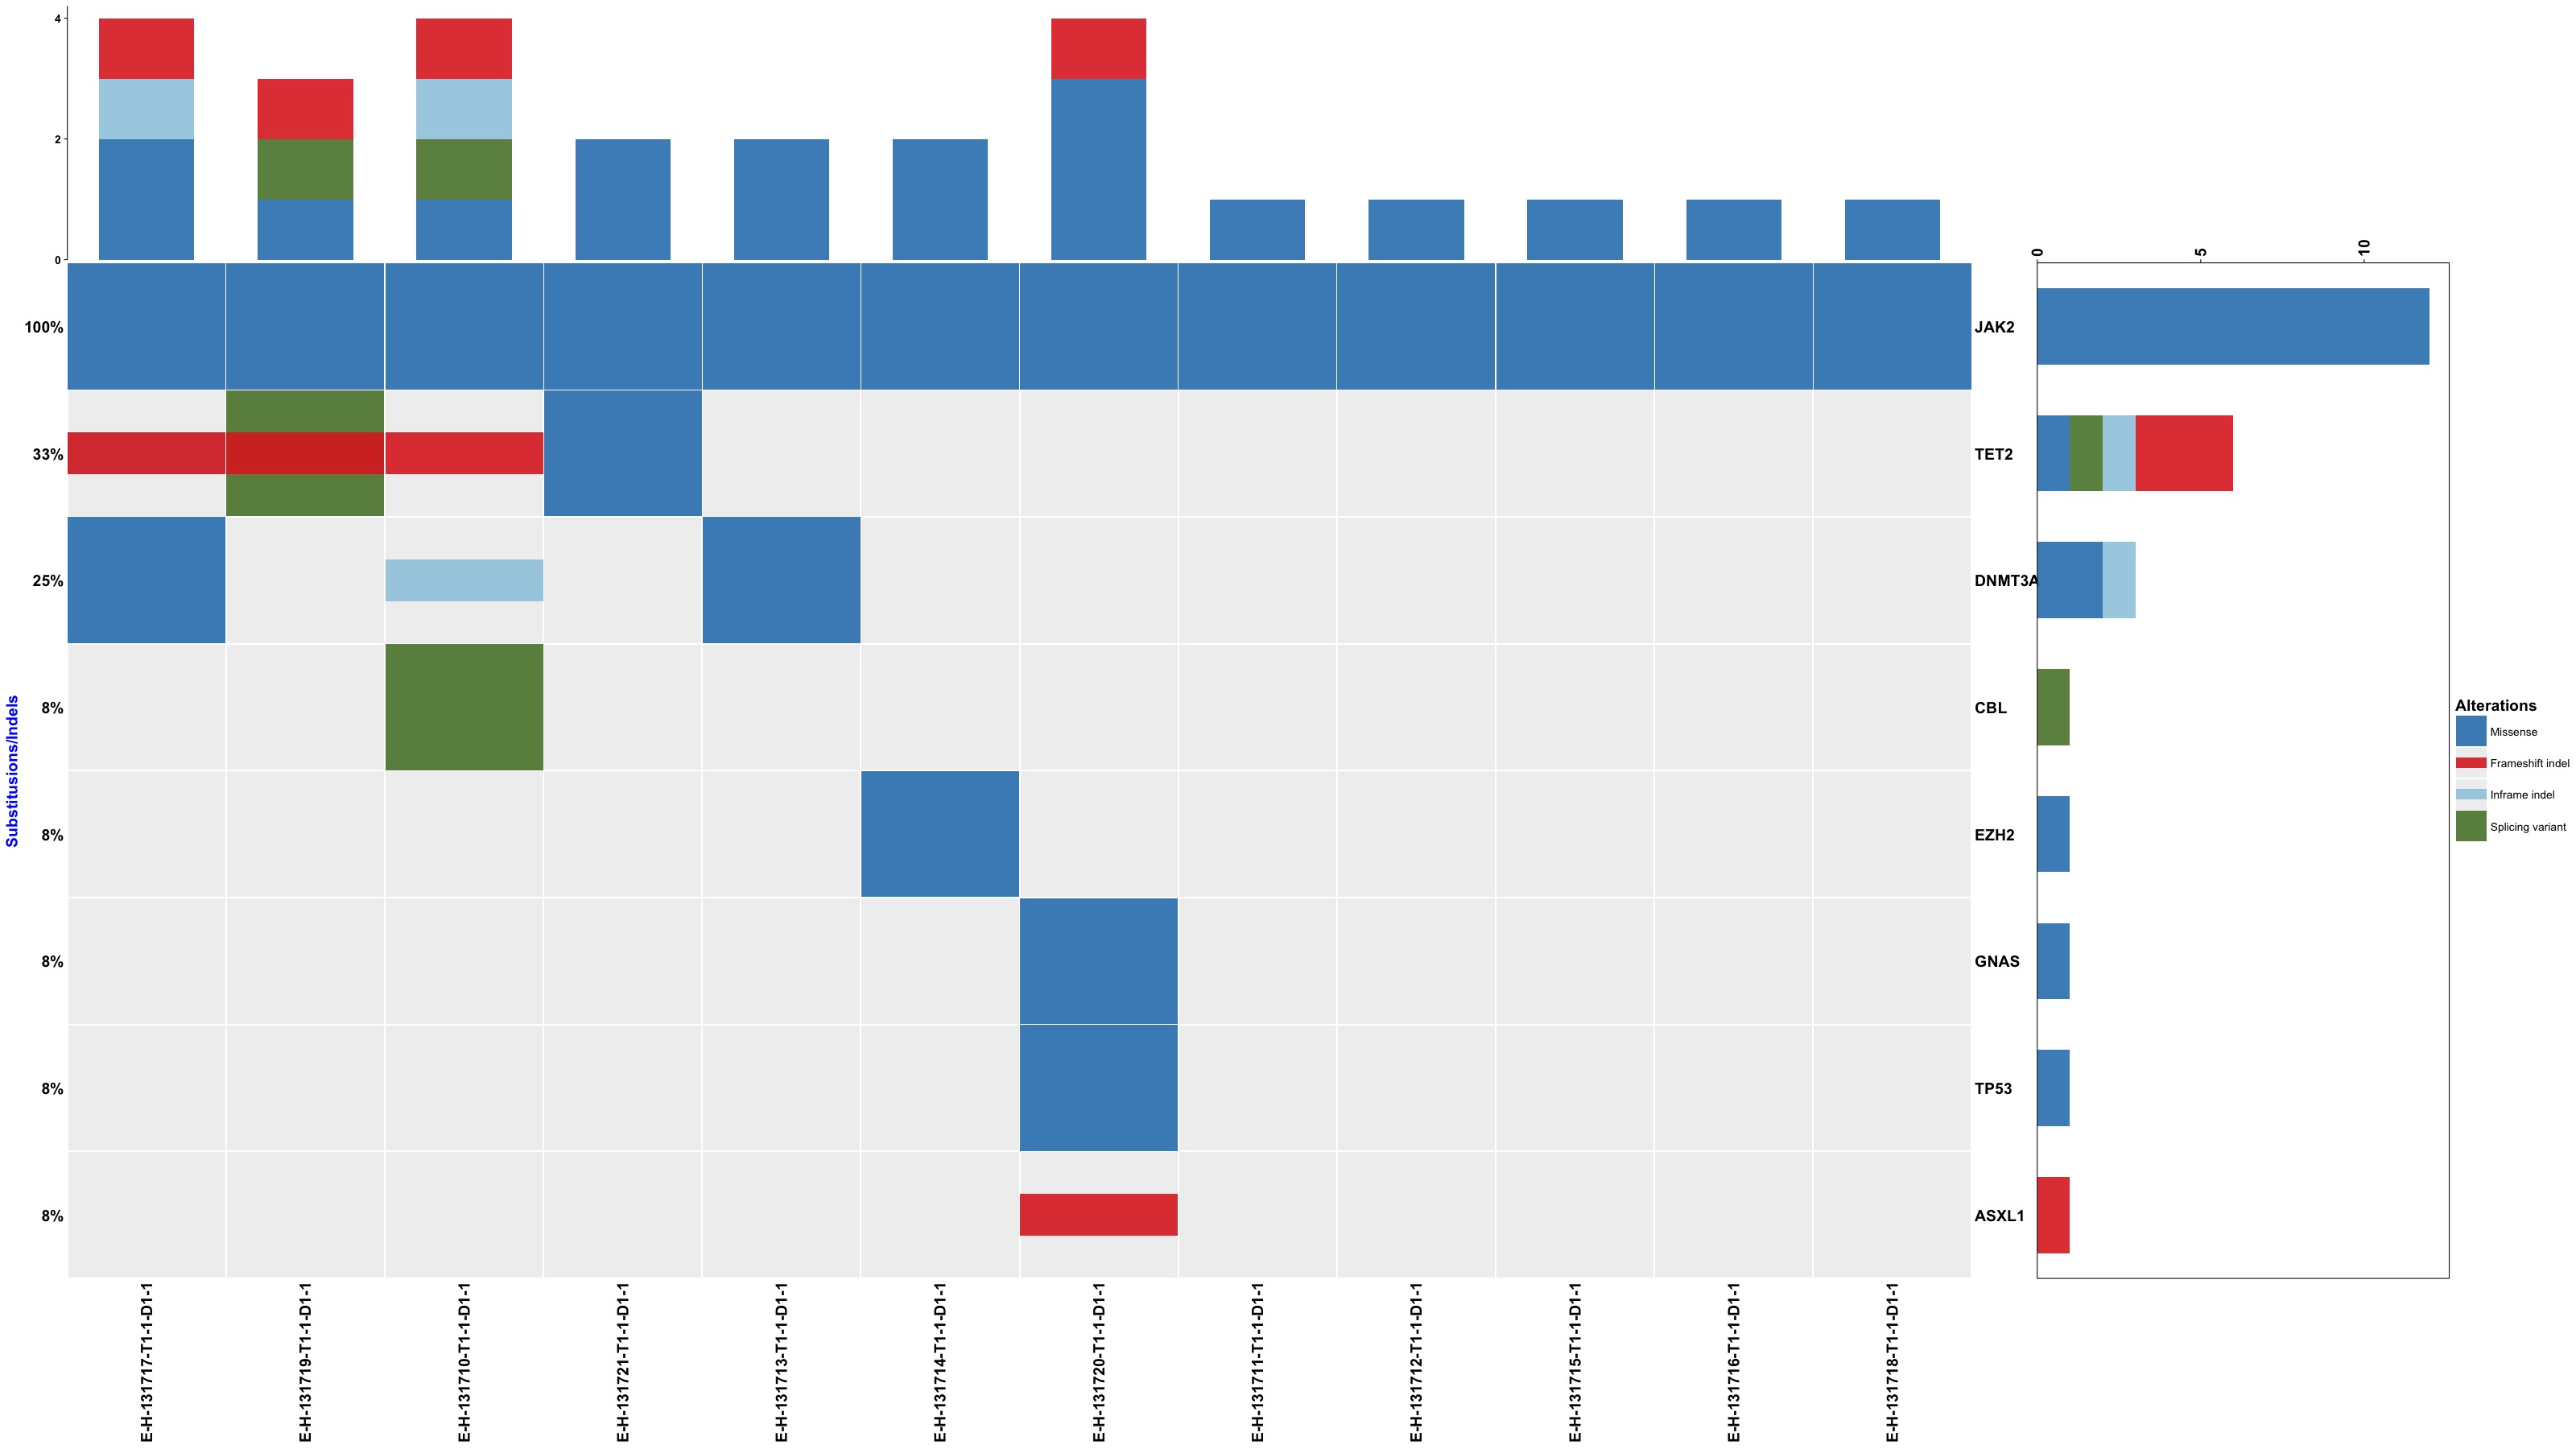 4
2
0
0
5
10
100%
JAK2
33%
TET2
25%
DNMT3A
8%
CBL
8%
EZH2
8%
GNAS
8%
TP53
8%
ASXL1
Substitusions/Indels
Alterations
Missense
Frameshift indel
Inframe indel
Splicing variant
E-H-131717-T1-1-D1-1
E-H-131719-T1-1-D1-1
E-H-131710-T1-1-D1-1
E-H-131721-T1-1-D1-1
E-H-131713-T1-1-D1-1
E-H-131714-T1-1-D1-1
E-H-131720-T1-1-D1-1
E-H-131711-T1-1-D1-1
E-H-131712-T1-1-D1-1
E-H-131715-T1-1-D1-1
E-H-131716-T1-1-D1-1
E-H-131718-T1-1-D1-1